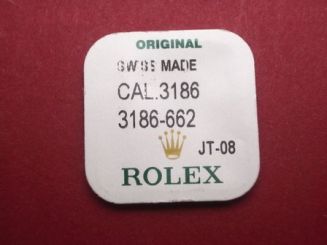 ORIGINAL
SWISS MADE
CAL.3186
3186-662
JT-08
ROLEX